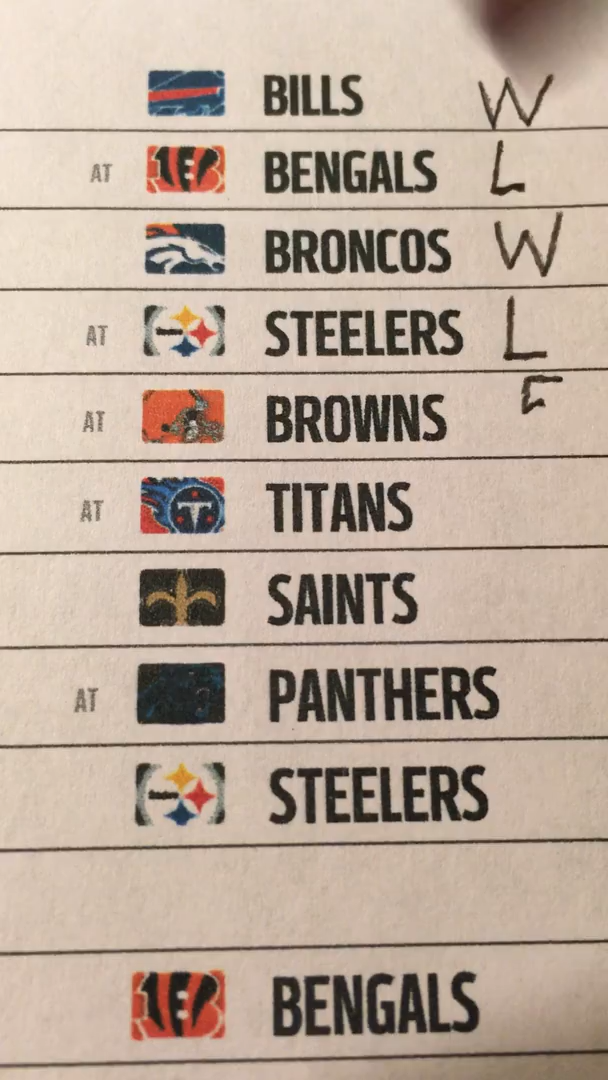 BILLS W
AT BENGALS L
BRONCOS W
AT STEELERS L
AT BROWNS
AT TITANS
SAINTS
AT PANTHERS
STEELERS
BENGALS